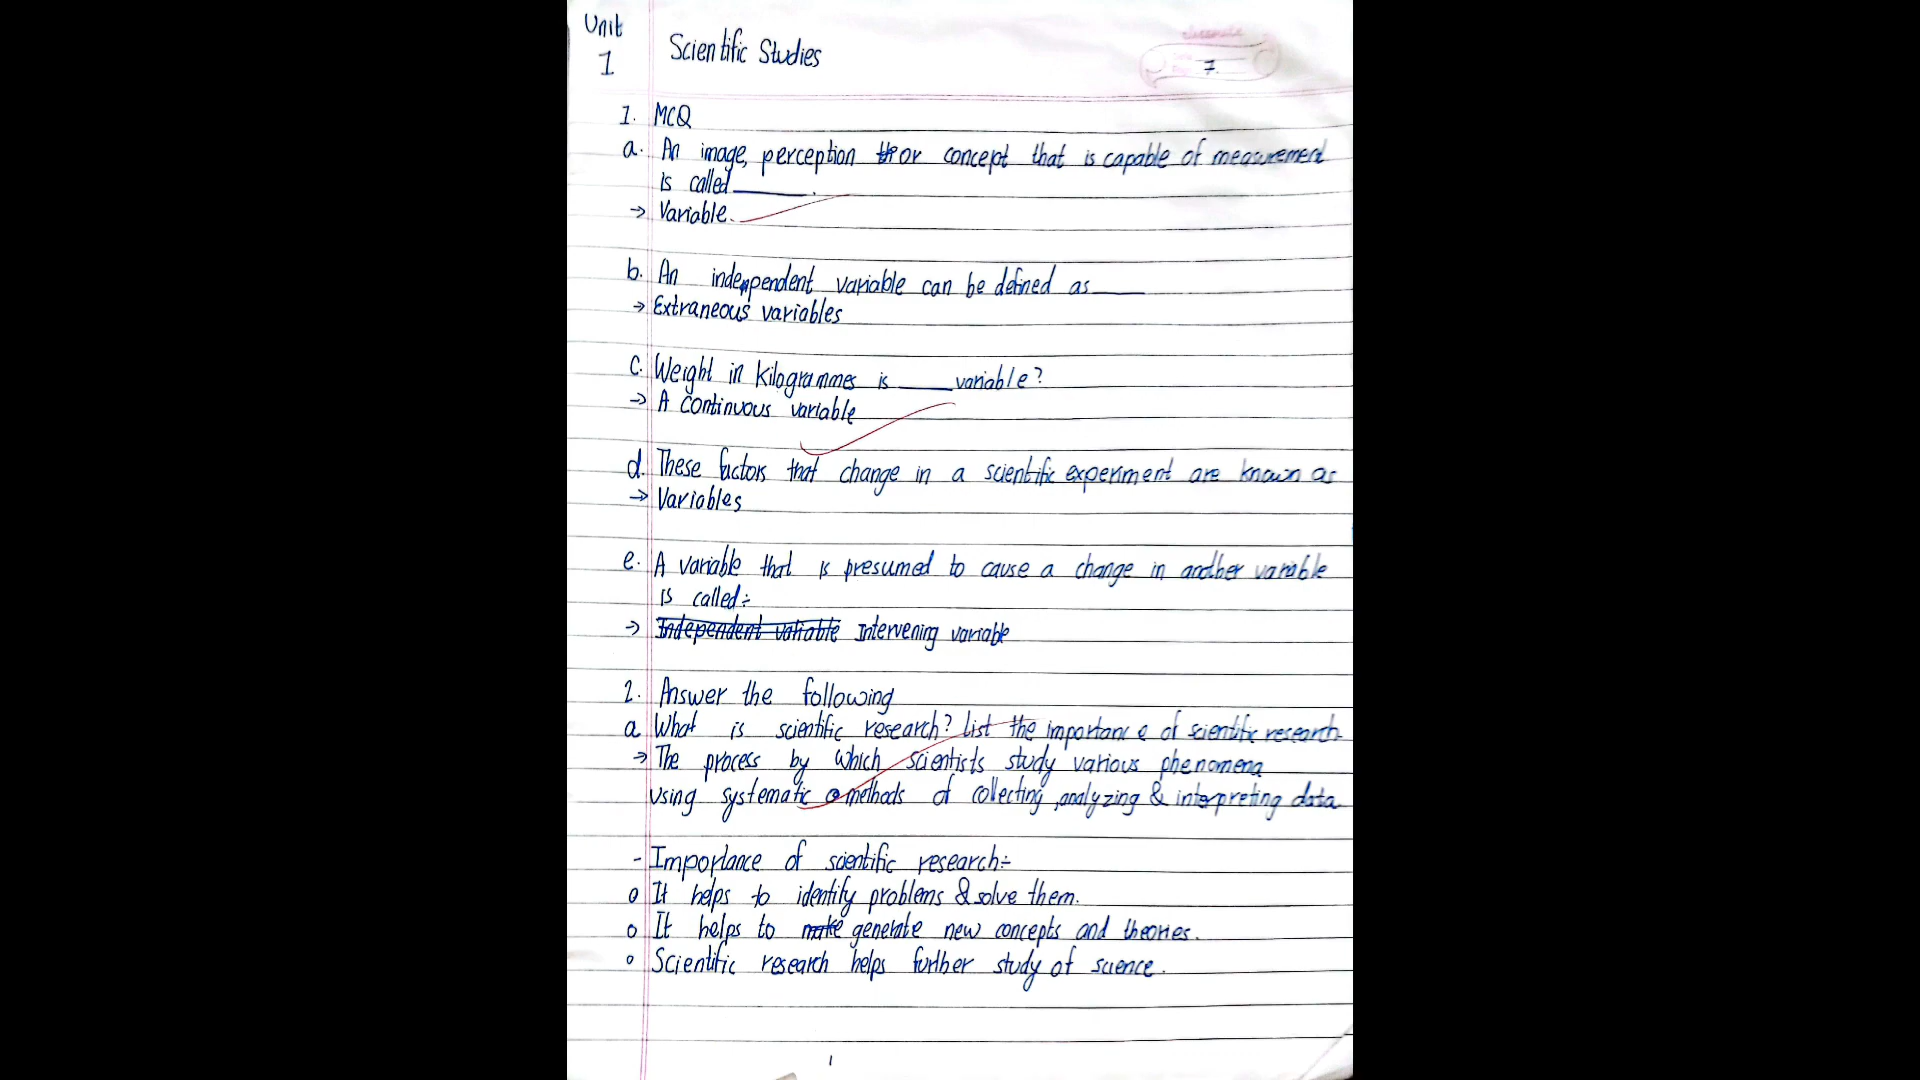 Unit
1
Scientific Studies
classmate
7.
1. MCQ
a. An image, perception or concept that is capable of measurement
is called ______.
→ Variable.
b. An independent variable can be defined as ____
→ Extraneous variables
c. Weight in kilogrammes is ____ variable?
→ A continuous variable
d. These factors that change in a scientific experiment are known as
→ Variables
e. A variable that is presumed to cause a change in another variable
is called:-
→ Independent variable Intervening variable
2. Answer the following
a. What is scientific research? List the importance of scientific research.
→ The process by which scientists study various phenomena
using systematic methods of collecting, analyzing & interpreting data
- Importance of scientific research:-
o It helps to identify problems & solve them.
o It helps to make generate new concepts and theories.
o Scientific research helps further study of science.